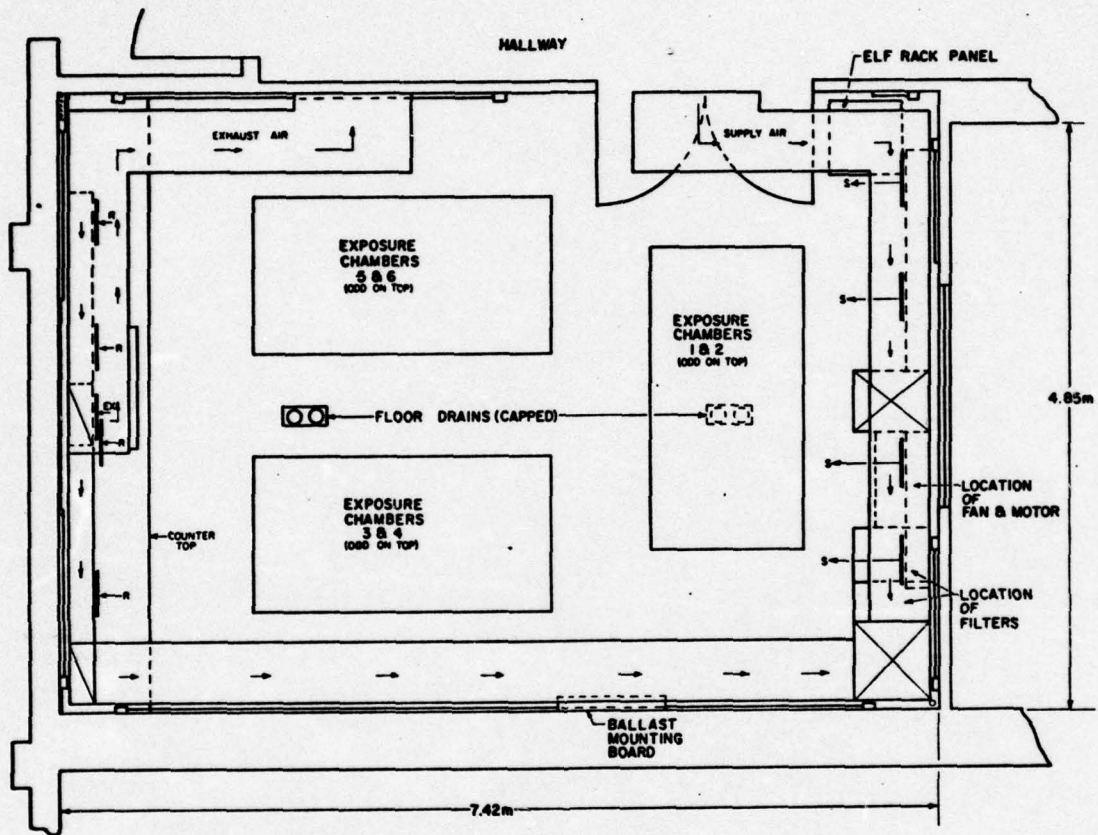 HALLWAY
ELF RACK PANEL
EXHAUST AIR
SUPPLY AIR
S
R
EXPOSURE
CHAMBERS
5 & 6
(ODD ON TOP)
S
EXPOSURE
CHAMBERS
1 & 2
(ODD ON TOP)
R
4.85m
FLOOR DRAINS (CAPPED)
R
S
LOCATION
OF
FAN & MOTOR
EXPOSURE
CHAMBERS
3 & 4
(ODD ON TOP)
COUNTER
TOP
S
R
LOCATION
OF
FILTERS
BALLAST
MOUNTING
BOARD
7.42m